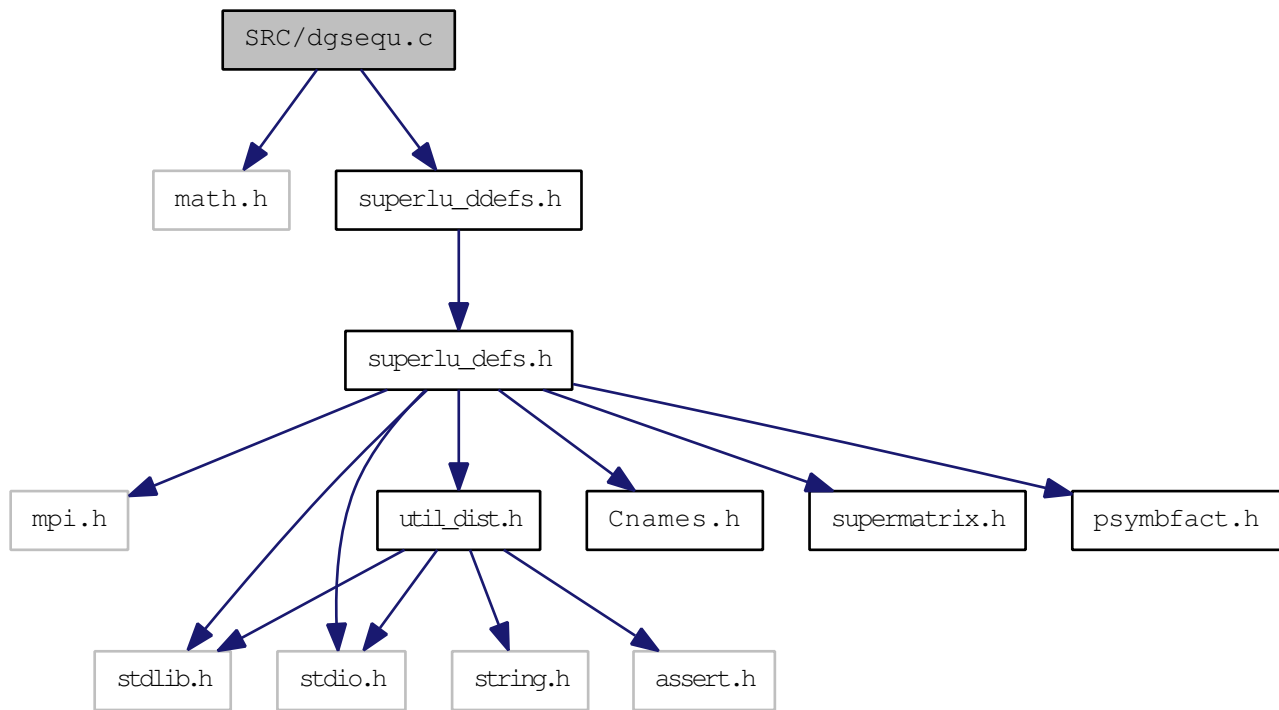 SRC/dgsequ.c
math.h
superlu_ddefs.h
superlu_defs.h
mpi.h
util_dist.h
Cnames.h
supermatrix.h
psymbfact.h
stdlib.h
stdio.h
string.h
assert.h